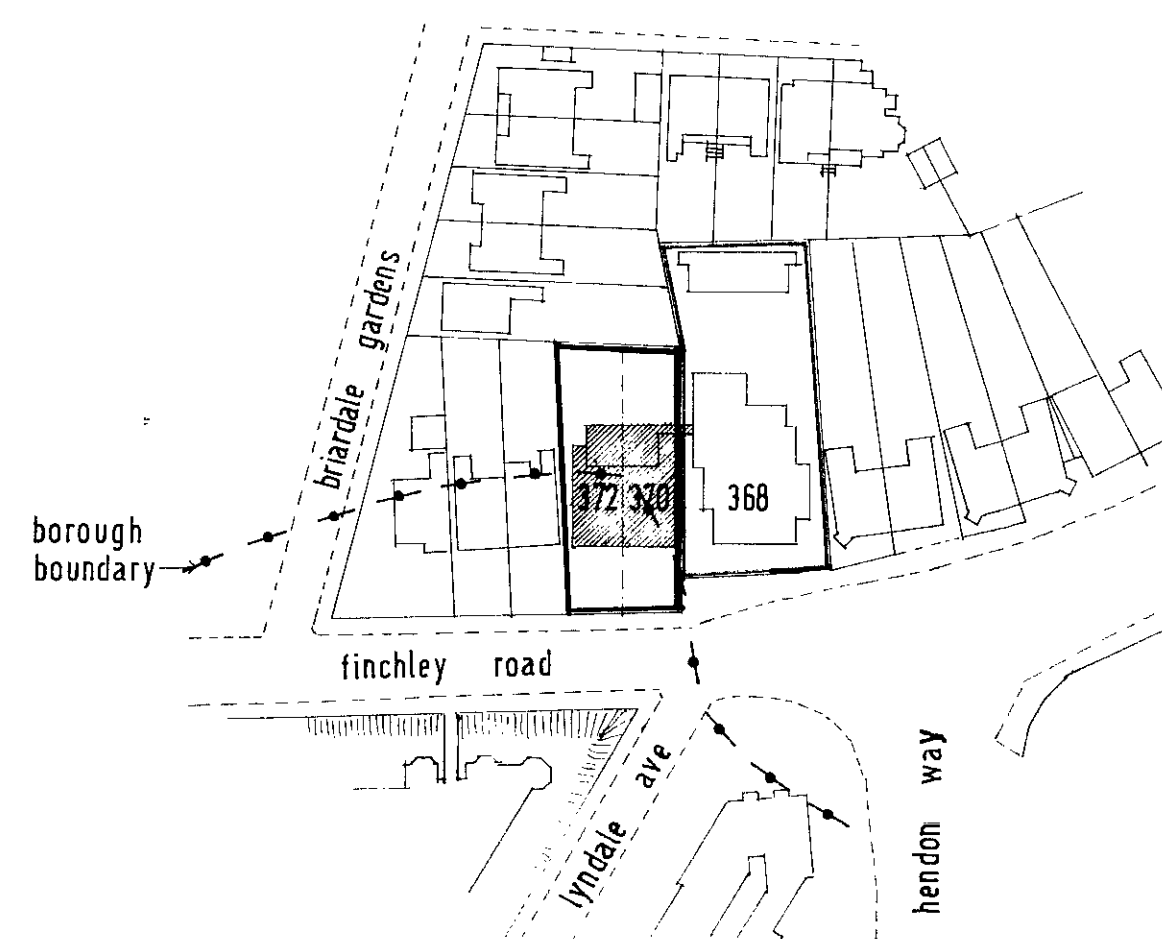 briardale gardens
borough
boundary
372 370
368
finchley road
lyndale ave
hendon way